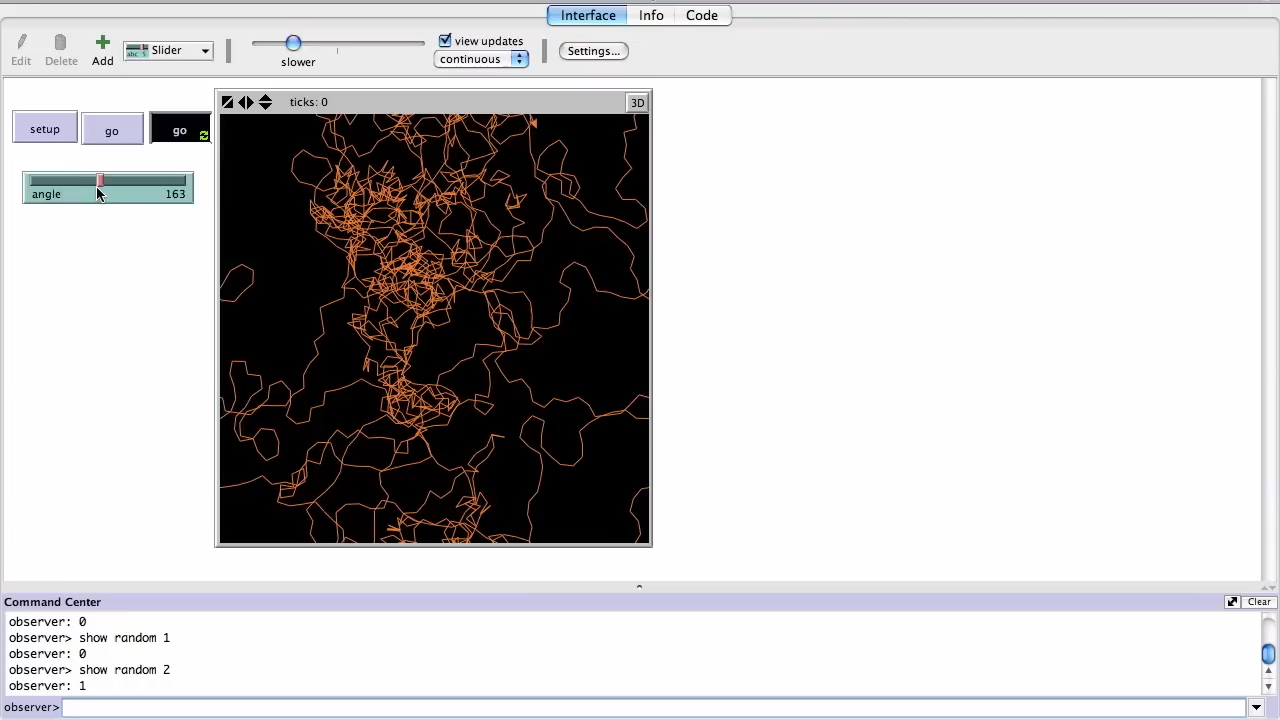 Interface Info Code
Edit Delete Add Slider slower view updates continuous Settings...
ticks: 0 3D
setup go go
angle 163
Command Center Clear
observer: 0
observer> show random 1
observer: 0
observer> show random 2
observer: 1
observer>